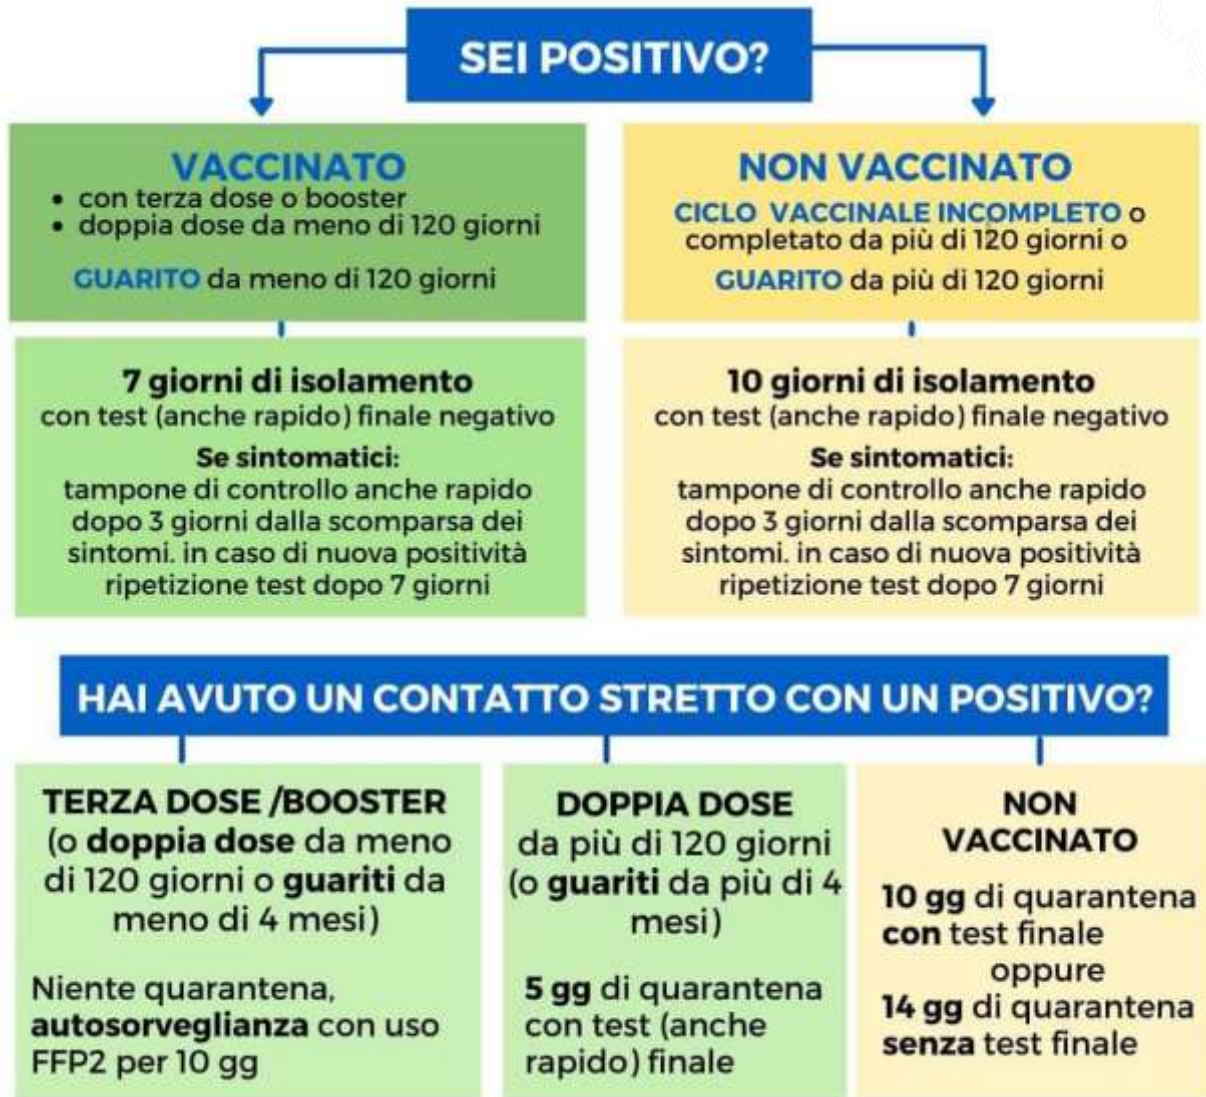 SEI POSITIVO?
VACCINATO
• con terza dose o booster
• doppia dose da meno di 120 giorni
GUARITO da meno di 120 giorni
NON VACCINATO
CICLO VACCINALE INCOMPLETO o
completato da più di 120 giorni o
GUARITO da più di 120 giorni
7 giorni di isolamento
con test (anche rapido) finale negativo
Se sintomatici:
tampone di controllo anche rapido
dopo 3 giorni dalla scomparsa dei
sintomi. in caso di nuova positività
ripetizione test dopo 7 giorni
10 giorni di isolamento
con test (anche rapido) finale negativo
Se sintomatici:
tampone di controllo anche rapido
dopo 3 giorni dalla scomparsa dei
sintomi. in caso di nuova positività
ripetizione test dopo 7 giorni
HAI AVUTO UN CONTATTO STRETTO CON UN POSITIVO?
TERZA DOSE /BOOSTER
(o doppia dose da meno
di 120 giorni o guariti da
meno di 4 mesi)
Niente quarantena,
autosorveglianza con uso
FFP2 per 10 gg
DOPPIA DOSE
da più di 120 giorni
(o guariti da più di 4
mesi)
5 gg di quarantena
con test (anche
rapido) finale
NON
VACCINATO
10 gg di quarantena
con test finale
oppure
14 gg di quarantena
senza test finale